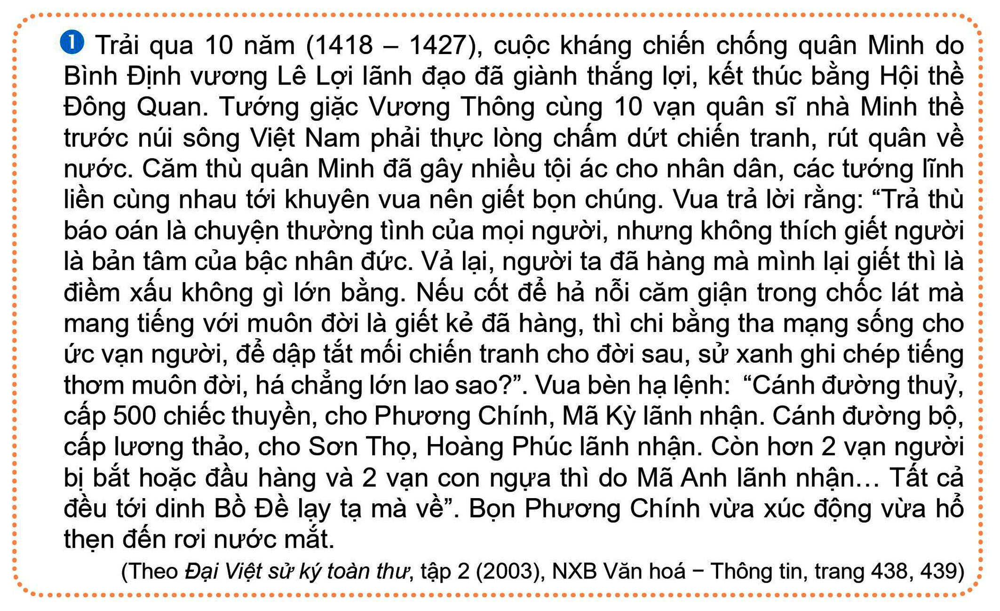 1 Trải qua 10 năm (1418 – 1427), cuộc kháng chiến chống quân Minh do
Bình Định vương Lê Lợi lãnh đạo đã giành thắng lợi, kết thúc bằng Hội thề
Đông Quan. Tướng giặc Vương Thông cùng 10 vạn quân sĩ nhà Minh thề
trước núi sông Việt Nam phải thực lòng chấm dứt chiến tranh, rút quân về
nước. Căm thù quân Minh đã gây nhiều tội ác cho nhân dân, các tướng lĩnh
liền cùng nhau tới khuyên vua nên giết bọn chúng. Vua trả lời rằng: “Trả thù
báo oán là chuyện thường tình của mọi người, nhưng không thích giết người
là bản tâm của bậc nhân đức. Vả lại, người ta đã hàng mà mình lại giết thì là
điềm xấu không gì lớn bằng. Nếu cốt để hả nỗi căm giận trong chốc lát mà
mang tiếng với muôn đời là giết kẻ đã hàng, thì chi bằng tha mạng sống cho
ức vạn người, để dập tắt mối chiến tranh cho đời sau, sử xanh ghi chép tiếng
thơm muôn đời, há chẳng lớn lao sao?”. Vua bèn hạ lệnh: “Cánh đường thuỷ,
cấp 500 chiếc thuyền, cho Phương Chính, Mã Kỳ lãnh nhận. Cánh đường bộ,
cấp lương thảo, cho Sơn Thọ, Hoàng Phúc lãnh nhận. Còn hơn 2 vạn người
bị bắt hoặc đầu hàng và 2 vạn con ngựa thì do Mã Anh lãnh nhận... Tất cả
đều tới dinh Bồ Đề lạy tạ mà về”. Bọn Phương Chính vừa xúc động vừa hổ
thẹn đến rơi nước mắt.
(Theo Đại Việt sử ký toàn thư, tập 2 (2003), NXB Văn hoá – Thông tin, trang 438, 439)